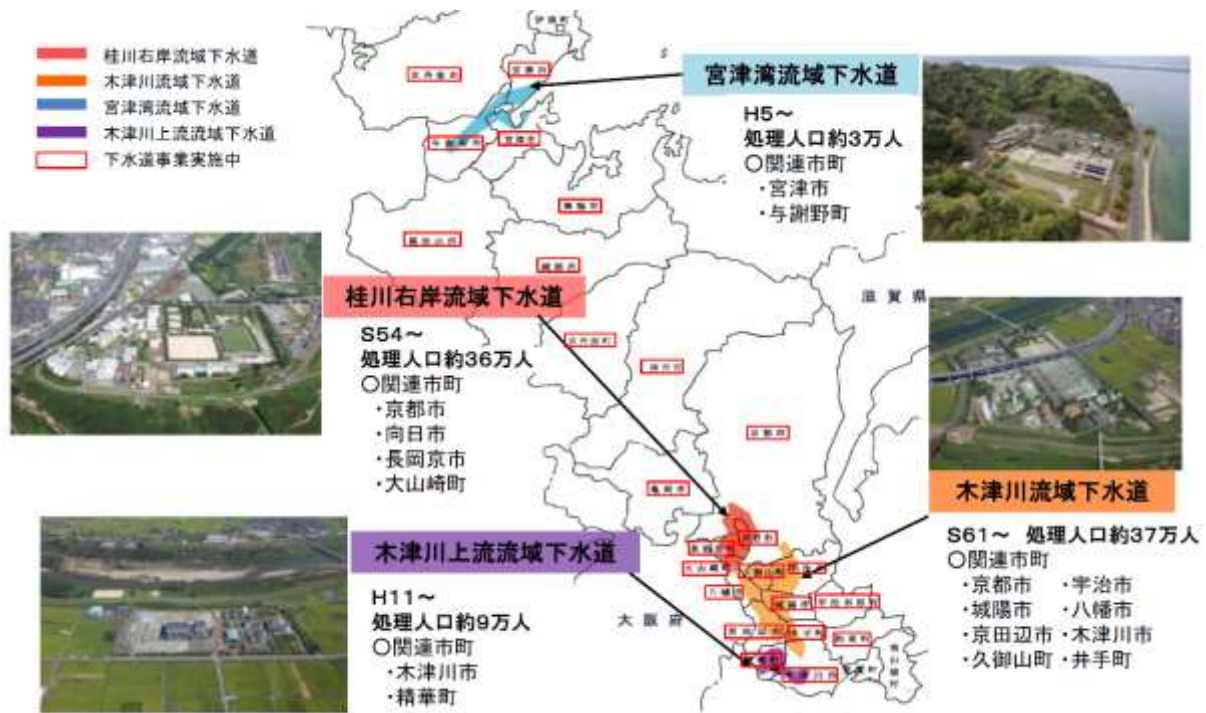 桂川右岸流域下水道
木津川流域下水道
宮津湾流域下水道
木津川上流流域下水道
下水道事業実施中
伊根町
宮津湾流域下水道
H5～
処理人口約3万人
○関連市町
・宮津市
・与謝野町
桂川右岸流域下水道
S54～
処理人口約36万人
○関連市町
・京都市
・向日市
・長岡京市
・大山崎町
滋賀県
亀岡市
木津川流域下水道
S61～ 処理人口約37万人
○関連市町
・京都市 ・宇治市
・城陽市 ・八幡市
・京田辺市 ・木津川市
・久御山町 ・井手町
木津川上流流域下水道
H11～
処理人口約9万人
○関連市町
・木津川市
・精華町
大阪府